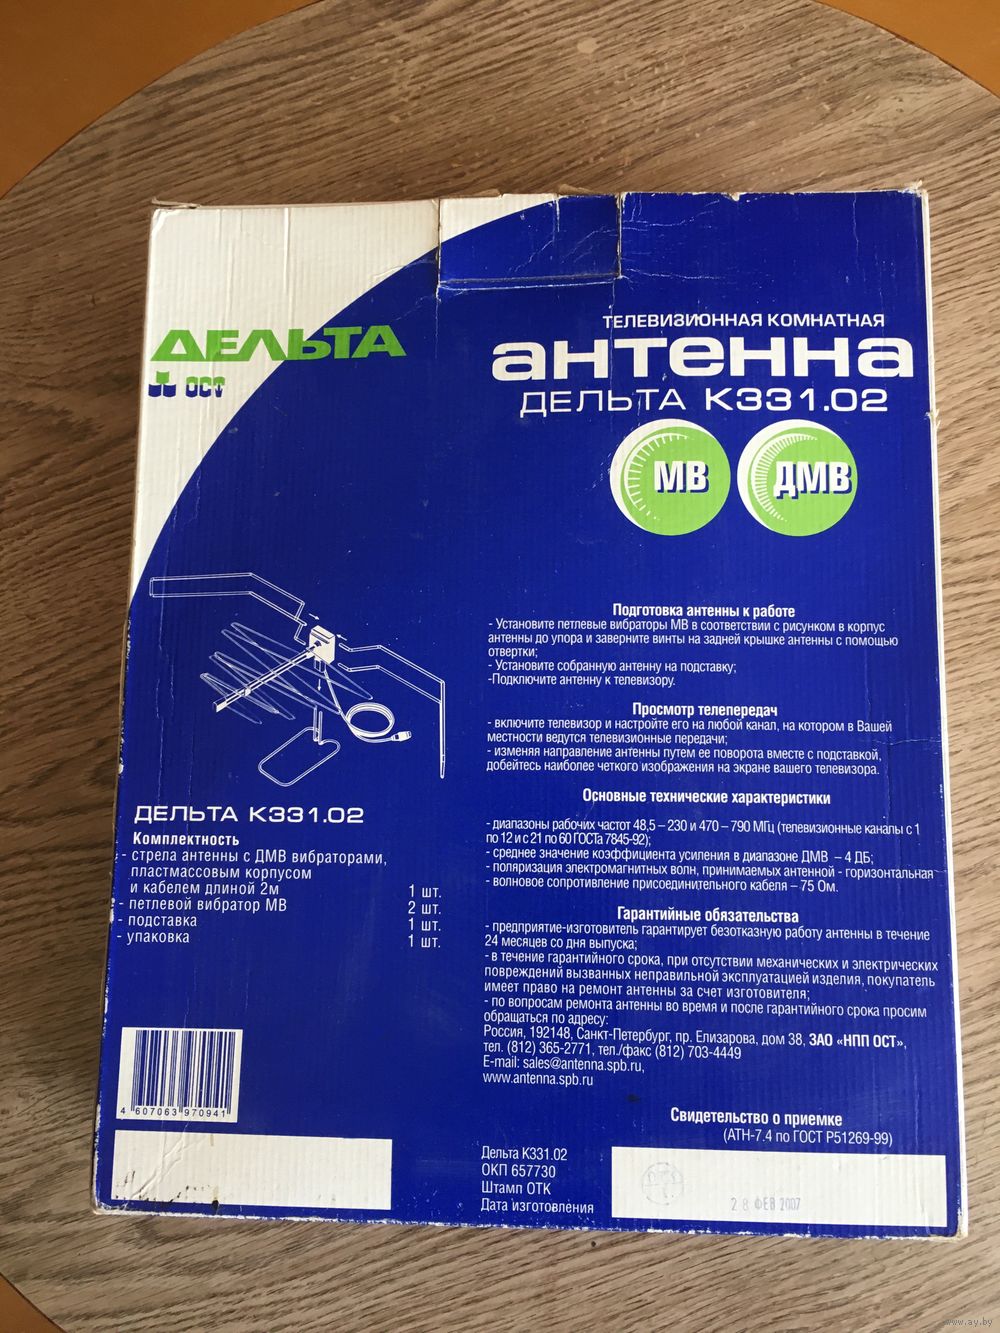 ДЕЛЬТА
ОСТ
ТЕЛЕВИЗИОННАЯ КОМНАТНАЯ
антенна
ДЕЛЬТА К331.02
МВ
ДМВ
Подготовка антенны к работе
- Установите петлевые вибраторы МВ в соответствии с рисунком в корпус
антенны до упора и заверните винты на задней крышке антенны с помощью
отвертки;
- Установите собранную антенну на подставку;
-Подключите антенну к телевизору.
Просмотр телепередач
- включите телевизор и настройте его на любой канал, на котором в Вашей
местности ведутся телевизионные передачи;
- изменяя направление антенны путем ее поворота вместе с подставкой,
добейтесь наиболее четкого изображения на экране вашего телевизора.
Основные технические характеристики
- диапазоны рабочих частот 48,5 – 230 и 470 – 790 МГц (телевизионные каналы с 1
по 12 и с 21 по 60 ГОСТа 7845-92);
- среднее значение коэффициента усиления в диапазоне ДМВ – 4 ДБ;
- поляризация электромагнитных волн, принимаемых антенной - горизонтальная
- волновое сопротивление присоединительного кабеля – 75 Ом.
Гарантийные обязательства
- предприятие-изготовитель гарантирует безотказную работу антенны в течение
24 месяцев со дня выпуска;
- в течение гарантийного срока, при отсутствии механических и электрических
повреждений вызванных неправильной эксплуатацией изделия, покупатель
имеет право на ремонт антенны за счет изготовителя;
- по вопросам ремонта антенны во время и после гарантийного срока просим
обращаться по адресу:
Россия, 192148, Санкт-Петербург, пр. Елизарова, дом 38, ЗАО «НПП ОСТ»,
тел. (812) 365-2771, тел./факс (812) 703-4449
E-mail: sales@antenna.spb.ru,
www.antenna.spb.ru
ДЕЛЬТА К331.02
Комплектность
- стрела антенны с ДМВ вибраторами,
пластмассовым корпусом
и кабелем длиной 2м 1 шт.
- петлевой вибратор МВ 2 шт.
- подставка 1 шт.
- упаковка 1 шт.
4 607063 970941
Свидетельство о приемке
(АТН-7.4 по ГОСТ Р51269-99)
Дельта К331.02
ОКП 657730
Штамп ОТК
Дата изготовления
28 ФЕВ 2007
www.ay.by